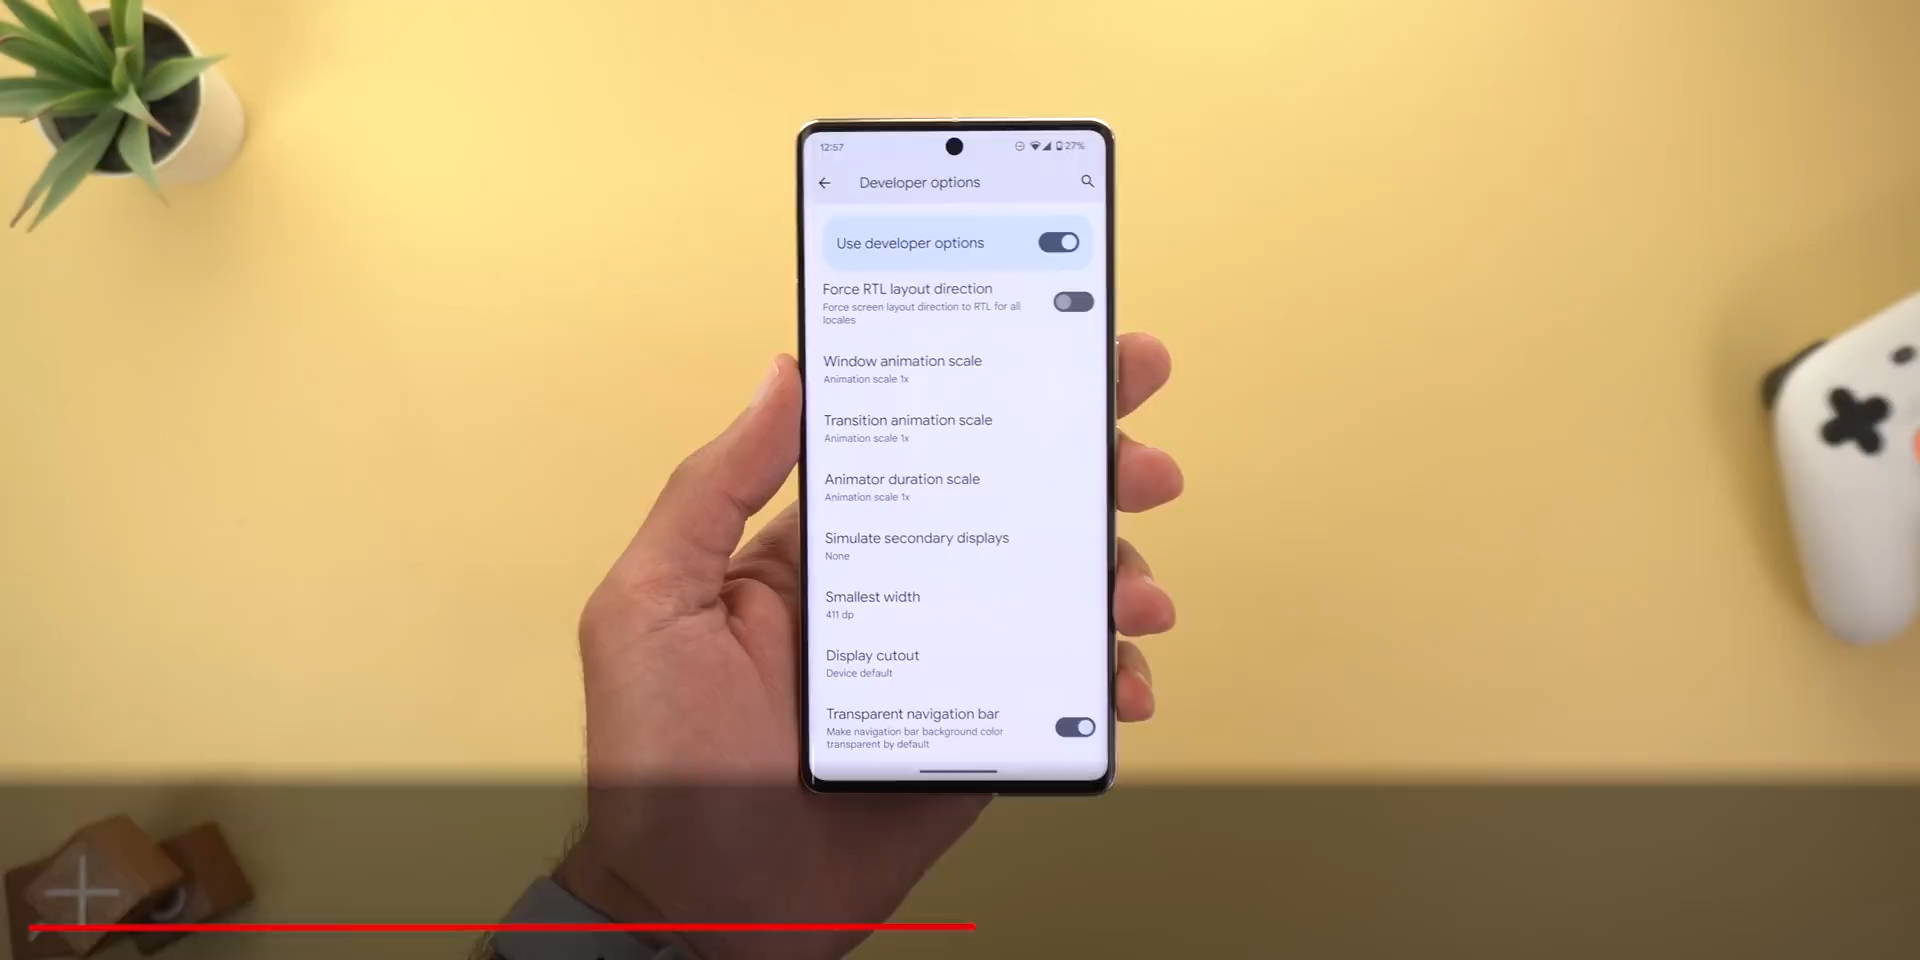 12:57
27%
Developer options
Use developer options
Force RTL layout direction
Force screen layout direction to RTL for all
locales
Window animation scale
Animation scale 1x
Transition animation scale
Animation scale 1x
Animator duration scale
Animation scale 1x
Simulate secondary displays
None
Smallest width
411 dp
Display cutout
Device default
Transparent navigation bar
Make navigation bar background color
transparent by default